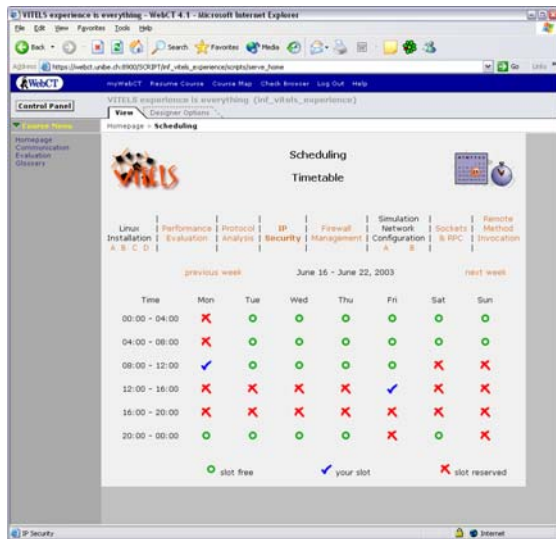 VITELS experience is everything - WebCT 4.1 - Microsoft Internet Explorer
File Edit View Favorites Tools Help
Back Search Favorites Media
Address https://webct.unibe.ch:8900/SCRIPT/inf_vitels_experience/scripts/serve_home Go Links
WebCT myWebCT Resume Course Course Map Check Browser Log Out Help
Control Panel
VITELS experience is everything (inf_vitels_experience)
View Designer Options
Course Menu
Homepage > Scheduling
Homepage
Communication
Evaluation
Glossary
VITELS
Scheduling
Timetable
Linux Installation A B C D | Performance Evaluation | Protocol Analysis | IP Security | Firewall Management | Simulation Network Configuration A B | Sockets & RPC | Remote Method Invocation
previous week June 16 - June 22, 2003 next week
Time Mon Tue Wed Thu Fri Sat Sun
00:00 - 04:00
04:00 - 08:00
08:00 - 12:00
12:00 - 16:00
16:00 - 20:00
20:00 - 00:00
slot free your slot slot reserved
IP Security Internet